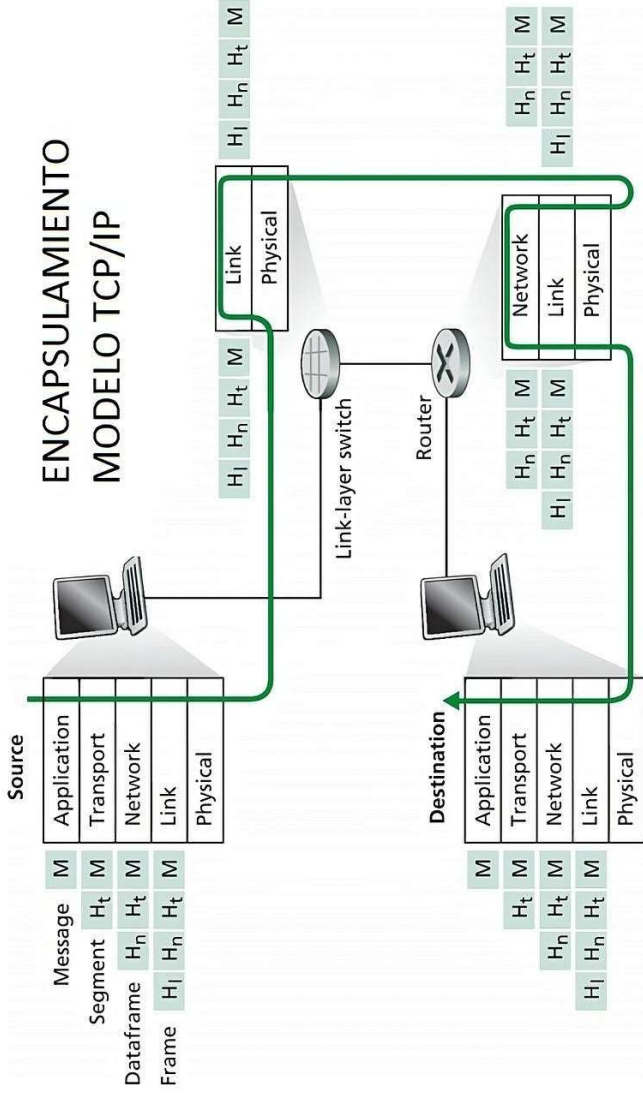 ENCAPSULAMIENTO
MODELO TCP/IP
Source
Message M Application
Segment Ht M Transport
Dataframe Hn Ht M Network
Frame Hl Hn Ht M Link
Physical
Hl Hn Ht M
Link
Physical
Hl Hn Ht M
Link-layer switch
Router
Destination
M Application
Ht M Transport
Hn Ht M Network
Hl Hn Ht M Link
Physical
Hn Ht M
Hl Hn Ht M
Network
Link
Physical
Hn Ht M
Hl Hn Ht M